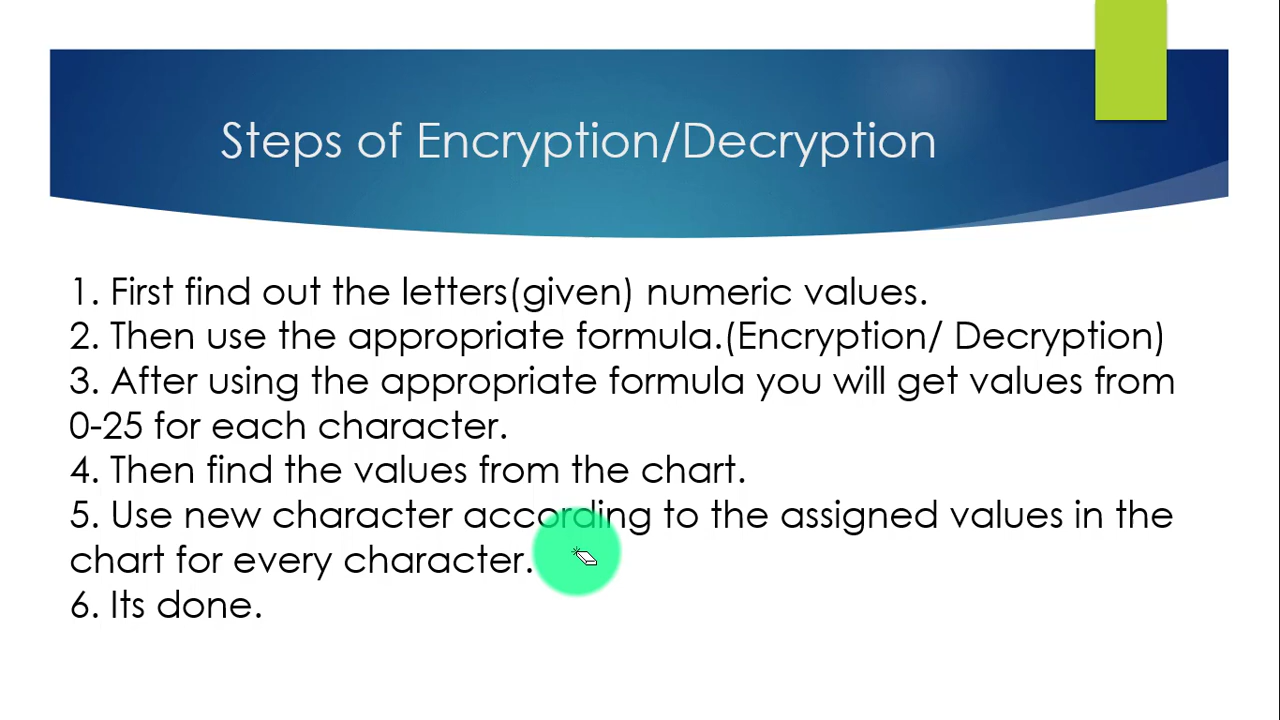 Steps of Encryption/Decryption
1. First find out the letters(given) numeric values.
2. Then use the appropriate formula.(Encryption/ Decryption)
3. After using the appropriate formula you will get values from
0-25 for each character.
4. Then find the values from the chart.
5. Use new character according to the assigned values in the
chart for every character.
6. Its done.